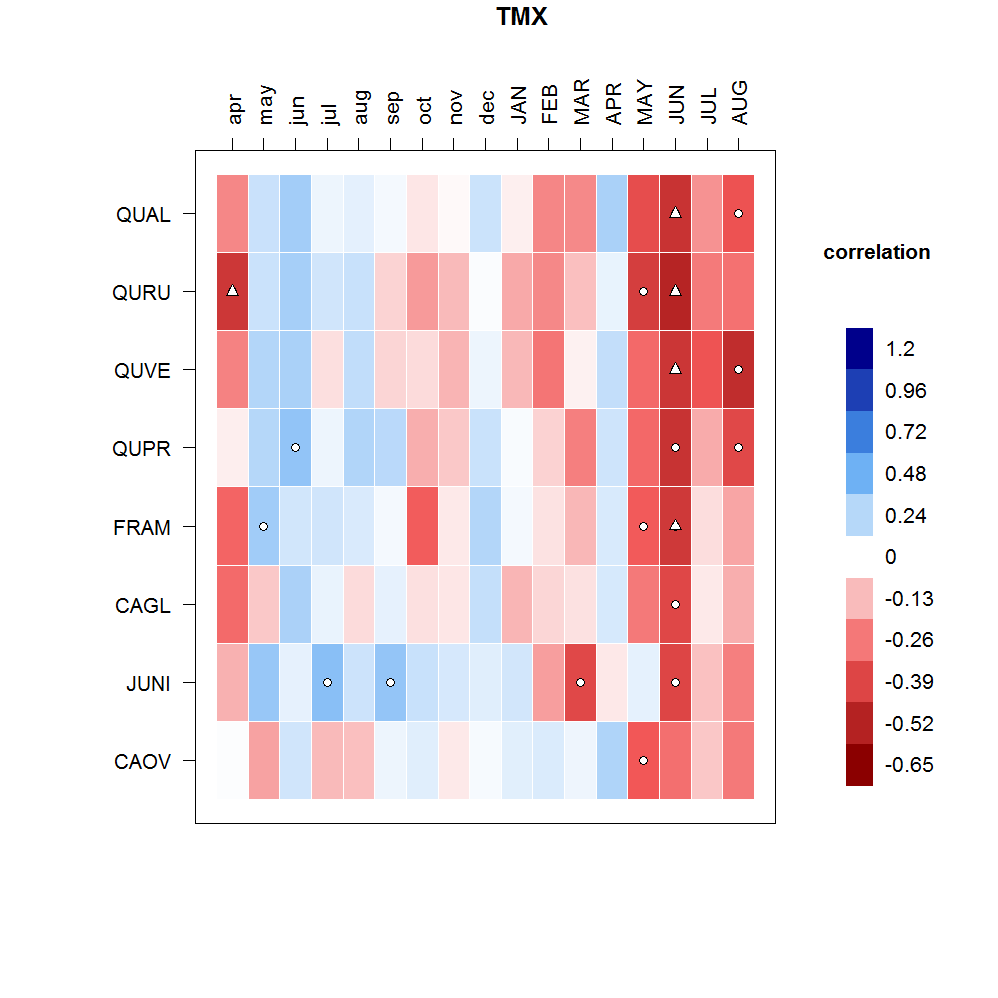 TMX
apr may jun jul aug sep oct nov dec JAN FEB MAR APR MAY JUN JUL AUG
QUAL
QURU
QUVE
QUPR
FRAM
CAGL
JUNI
CAOV
correlation
1.2
0.96
0.72
0.48
0.24
0
-0.13
-0.26
-0.39
-0.52
-0.65